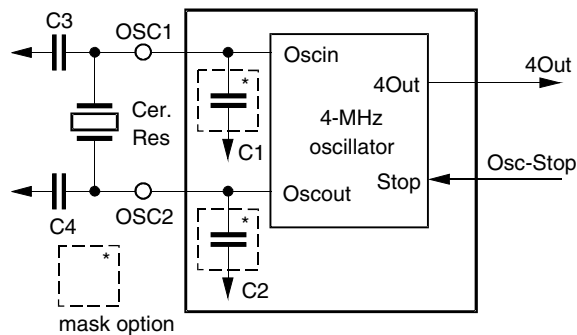 C3
OSC1
Oscin
*
4Out
4Out
Cer.
Res
4-MHz
oscillator
C1
Osc-Stop
Stop
Oscout
C4
OSC2
*
*
C2
mask option